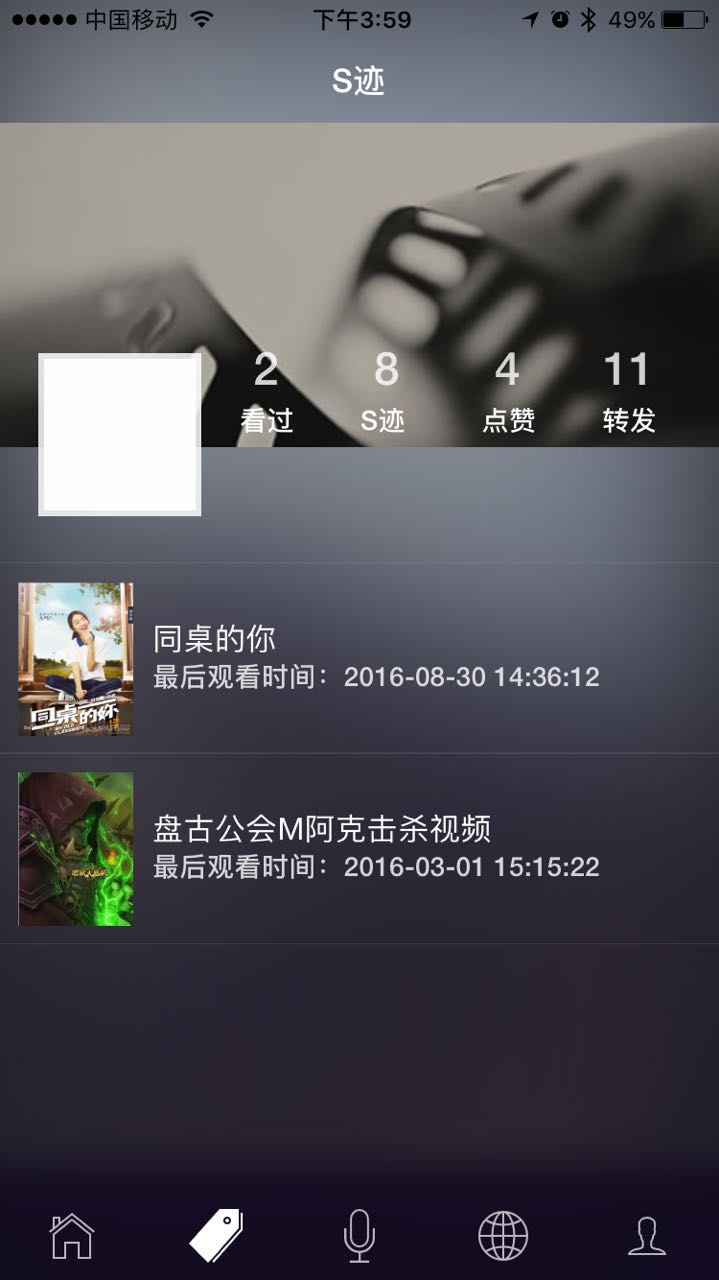 中国移动
下午3:59
49%
S迹
2
8
4
11
看过
S迹
点赞
转发
同桌的你
最后观看时间：2016-08-30 14:36:12
同桌的你
盘古公会M阿克击杀视频
最后观看时间：2016-03-01 15:15:22